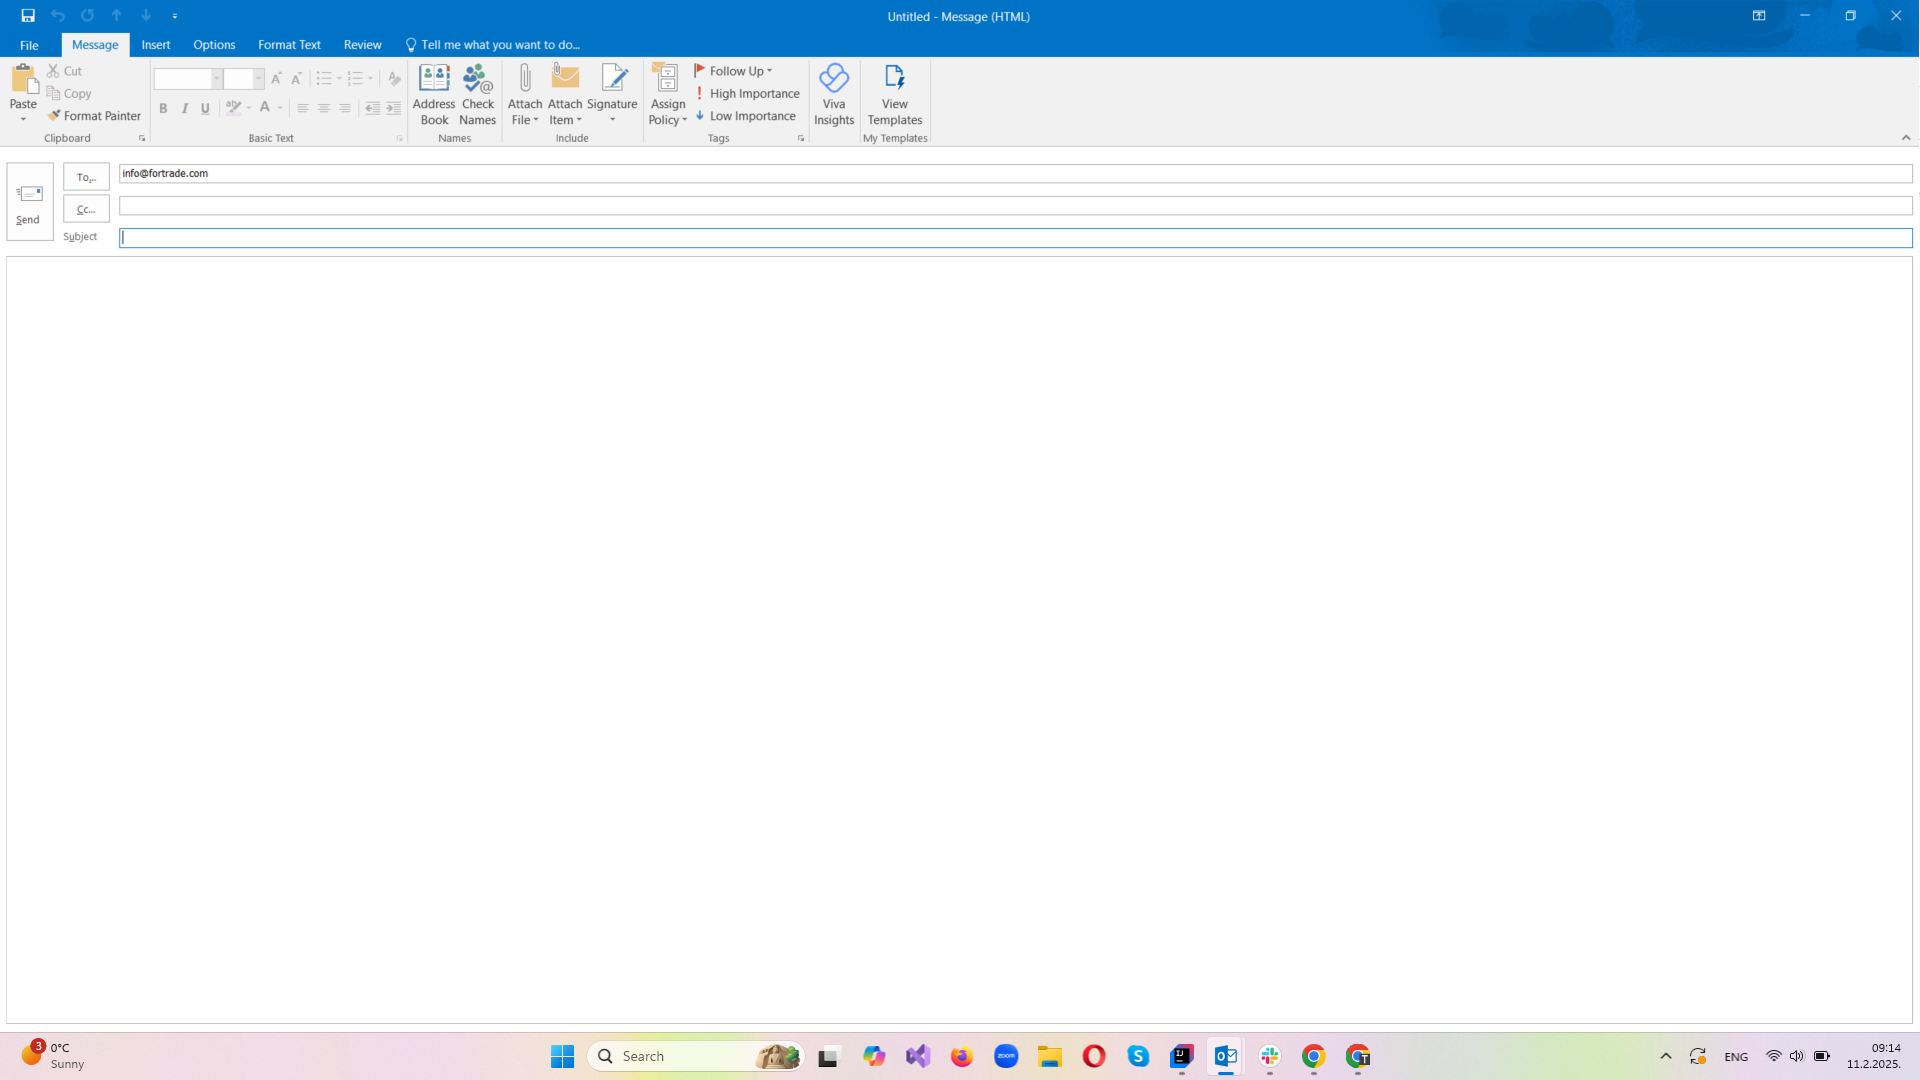 Untitled - Message (HTML)
File Message Insert Options Format Text Review Tell me what you want to do...
Paste
Cut
Copy
Format Painter
Clipboard
B I U A
Basic Text
Address Book
Check Names
Names
Attach File
Attach Item
Signature
Include
Assign Policy
Follow Up
High Importance
Low Importance
Tags
Viva Insights
View Templates
My Templates
Send
To...
info@fortrade.com
Cc...
Subject
3
0°C
Sunny
Search
zoom
ENG
09:14
11.2.2025.